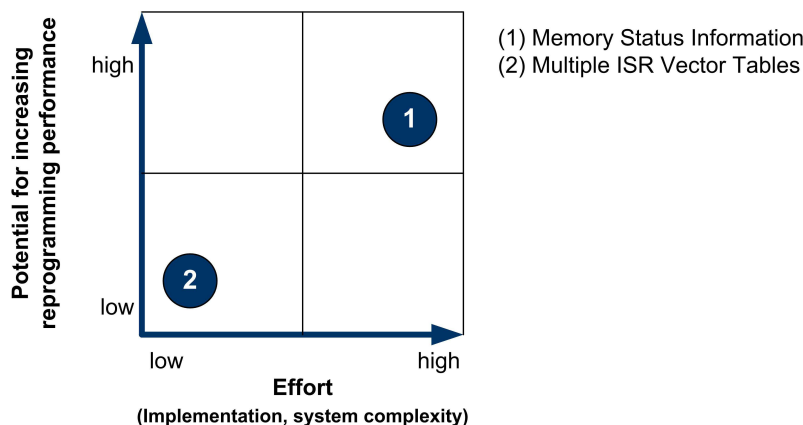 Potential for increasing
reprogramming performance
high
low
1
2
low
high
Effort
(Implementation, system complexity)
(1) Memory Status Information
(2) Multiple ISR Vector Tables